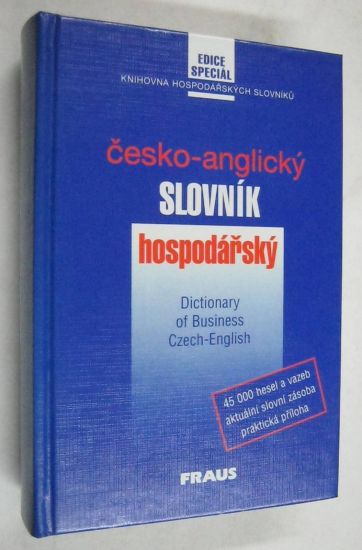 EDICE
SPECIÁL
KNIHOVNA HOSPODÁŘSKÝCH SLOVNÍKŮ
česko-anglický
SLOVNÍK
hospodářský
Dictionary
of Business
Czech-English
45 000 hesel a vazeb
aktuální slovní zásoba
praktická příloha
FRAUS